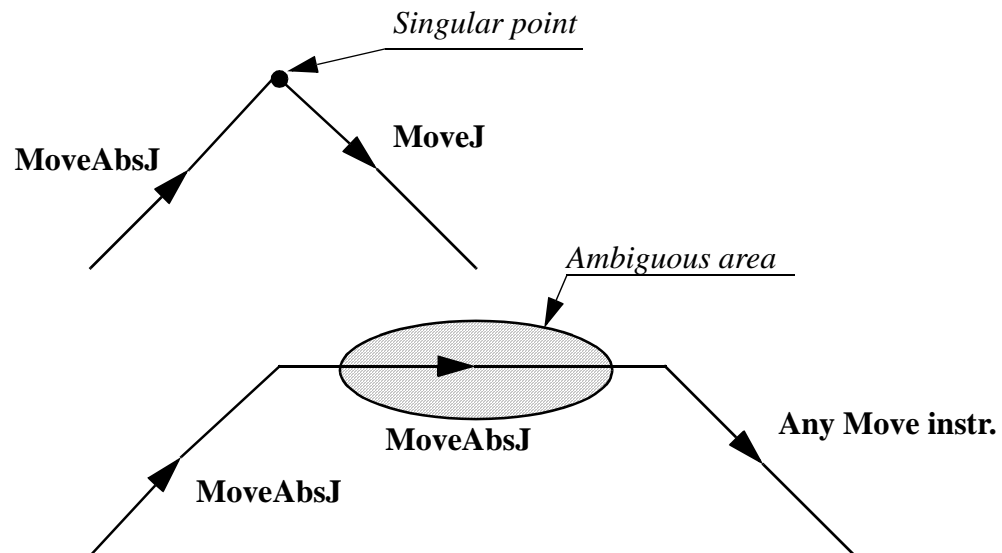 Singular point
MoveAbsJ
MoveJ
Ambiguous area
MoveAbsJ
Any Move instr.
MoveAbsJ